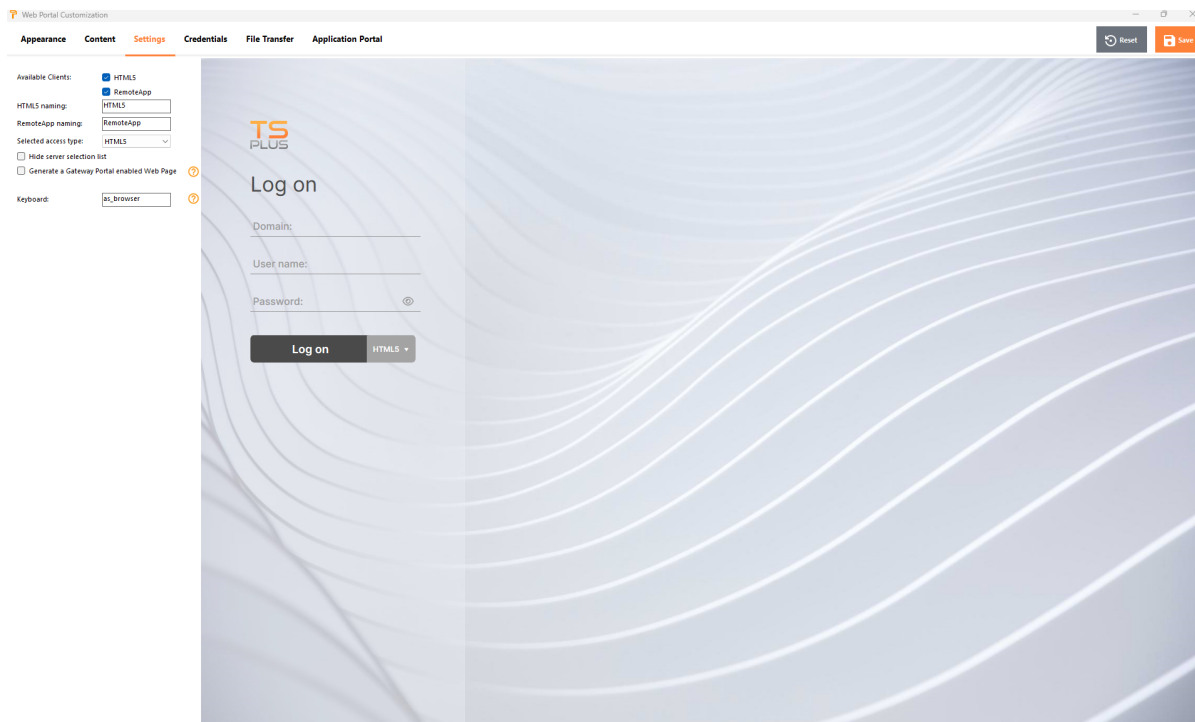 Web Portal Customization
Appearance Content Settings Credentials File Transfer Application Portal Reset Save
Available Clients: HTML5
RemoteApp
HTML5 naming: HTML5
RemoteApp naming: RemoteApp
Selected access type: HTML5
Hide server selection list
Generate a Gateway Portal enabled Web Page ?
Keyboard: as_browser ?
TS
PLUS
Log on
Domain:
User name:
Password:
Log on HTML5